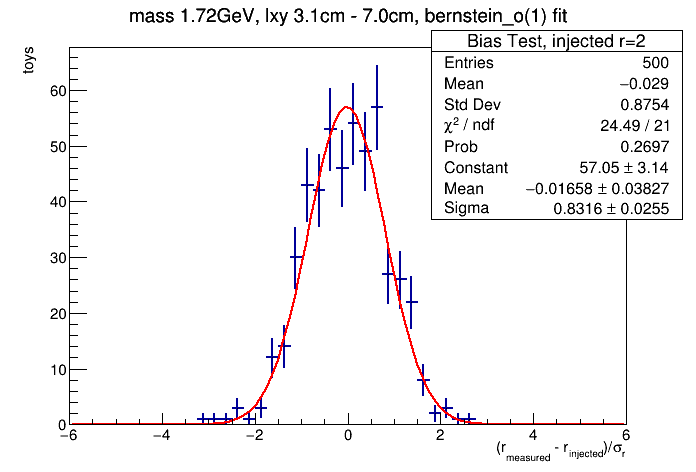 mass 1.72GeV, lxy 3.1cm - 7.0cm, bernstein_o(1) fit
Bias Test, injected r=2
Entries 500
Mean −0.029
Std Dev 0.8754
χ² / ndf 24.49 / 21
Prob 0.2697
Constant 57.05 ± 3.14
Mean −0.01658 ± 0.03827
Sigma 0.8316 ± 0.0255
toys
60
50
40
30
20
10
0
−6 −4 −2 0 2 4 6
(r_measured - r_injected)/σ_r